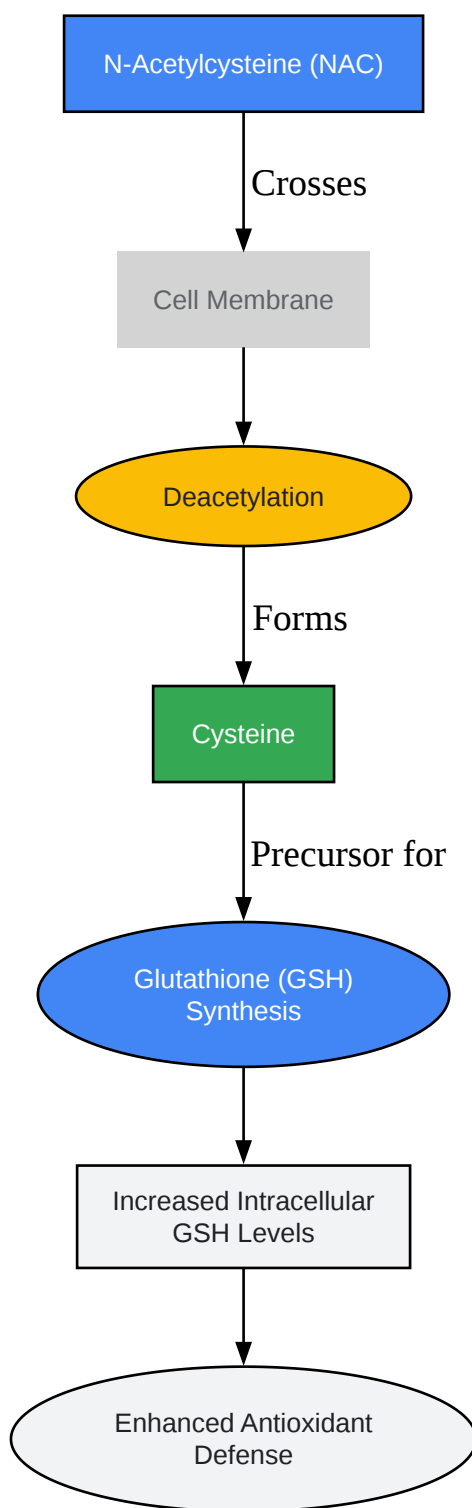 N-Acetylcysteine (NAC)
Crosses
Cell Membrane
Deacetylation
Forms
Cysteine
Precursor for
Glutathione (GSH)
Synthesis
Increased Intracellular
GSH Levels
Enhanced Antioxidant
Defense